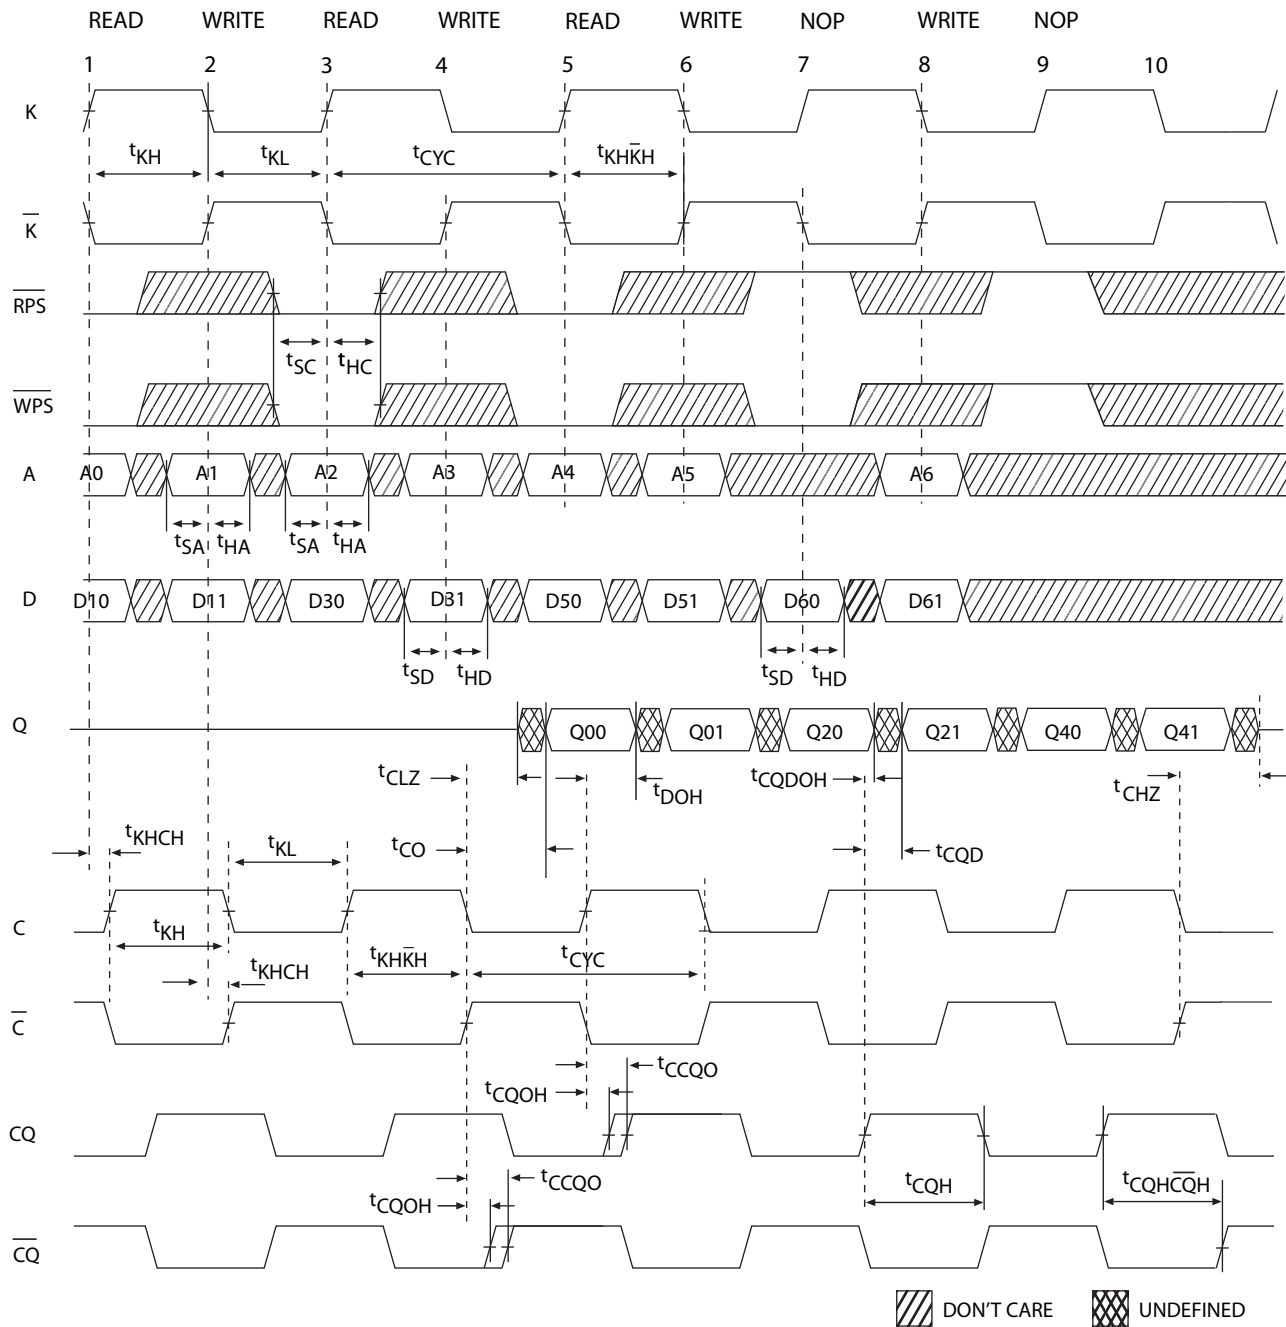 READ WRITE READ WRITE READ WRITE NOP WRITE NOP
1 2 3 4 5 6 7 8 9 10
K
tKH tKL tCYC tKHK̅H
K̅
R̅P̅S̅
tSC tHC
W̅P̅S̅
A A0 A1 A2 A3 A4 A5 A6
tSA tHA tSA tHA
D D10 D11 D30 D31 D50 D51 D60 D61
tSD tHD tSD tHD
Q Q00 Q01 Q20 Q21 Q40 Q41
tCLZ tDOH tCQDOH tCHZ
tKHCH tKL tCO tCQD
C
tKH tKHK̅H tCYC
tKHCH
C̅
tCCQO
tCQOH
CQ
tCCQO
tCQOH tCQH tCQHC̅Q̅H
C̅Q̅
DON'T CARE UNDEFINED